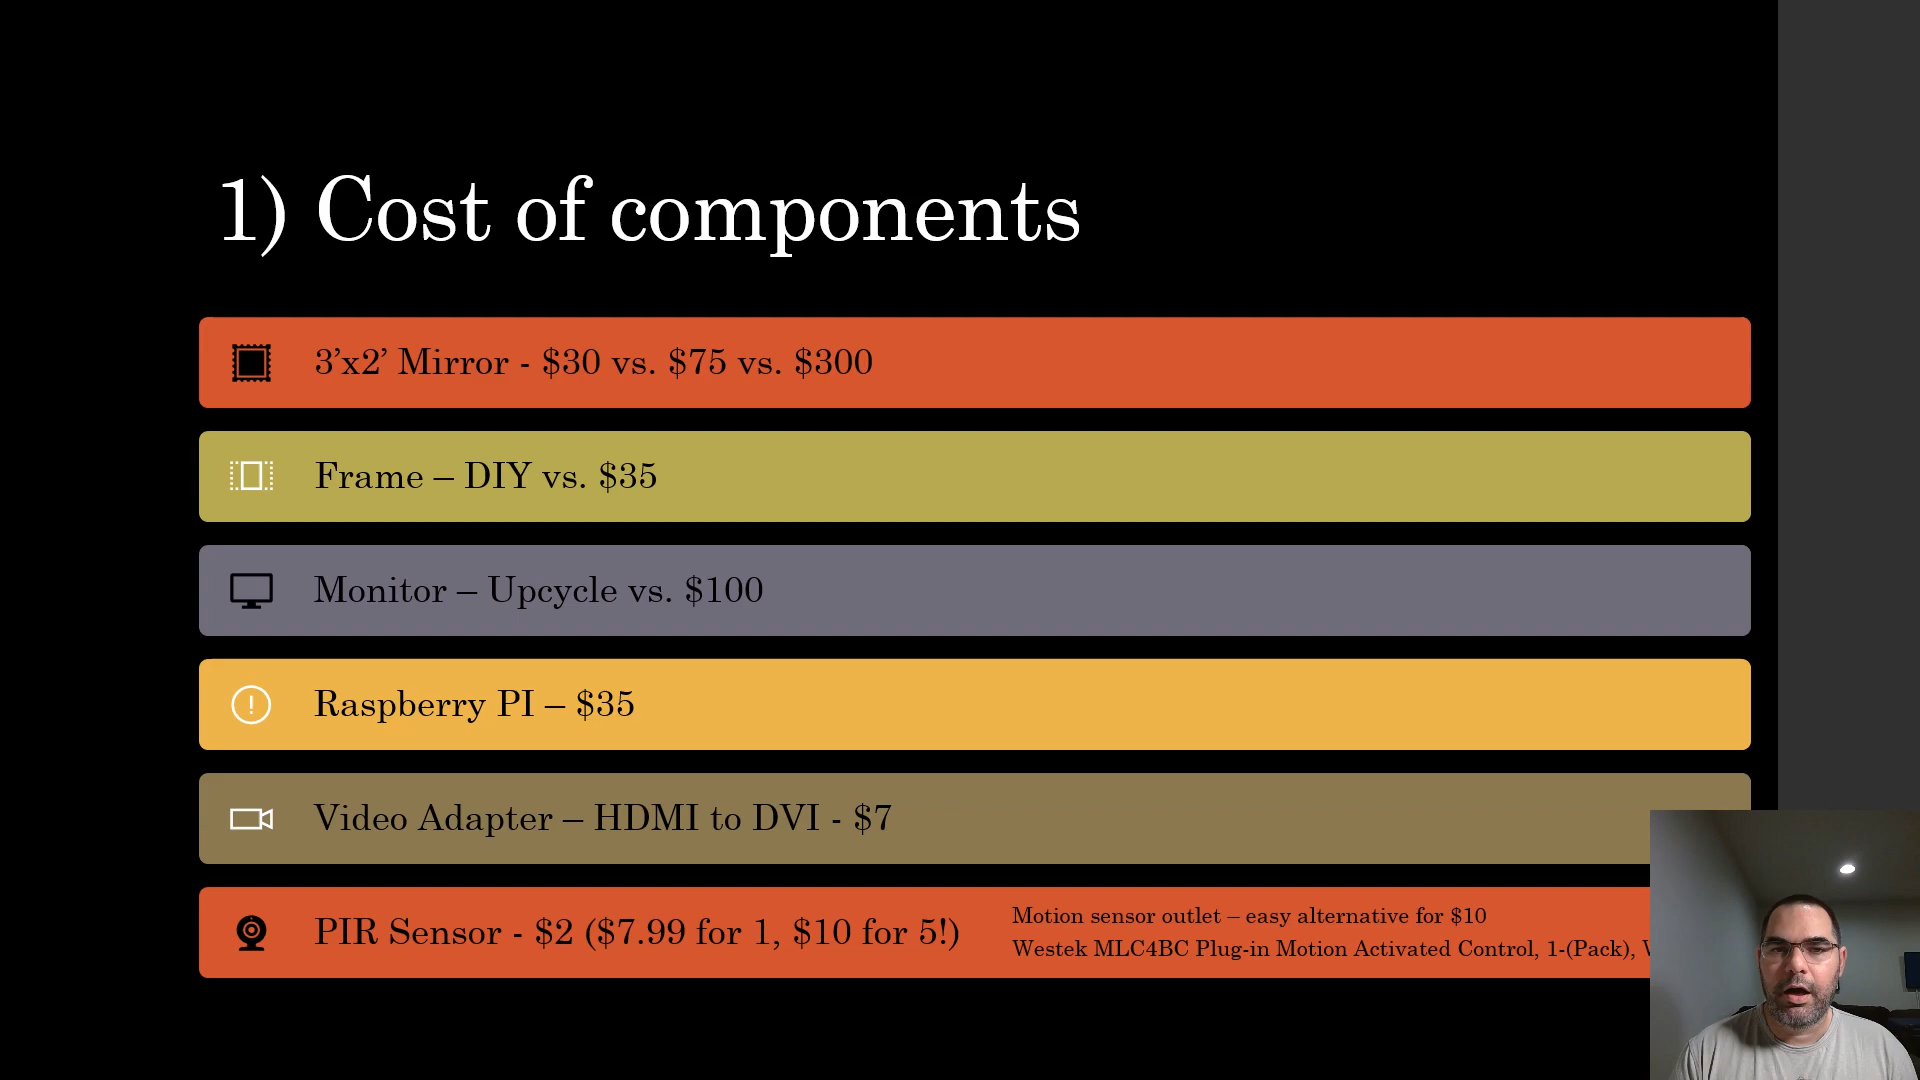 1) Cost of components
3’x2’ Mirror - $30 vs. $75 vs. $300
Frame – DIY vs. $35
Monitor – Upcycle vs. $100
Raspberry PI – $35
Video Adapter – HDMI to DVI - $7
PIR Sensor - $2 ($7.99 for 1, $10 for 5!)
Motion sensor outlet – easy alternative for $10
Westek MLC4BC Plug-in Motion Activated Control, 1-(Pack),